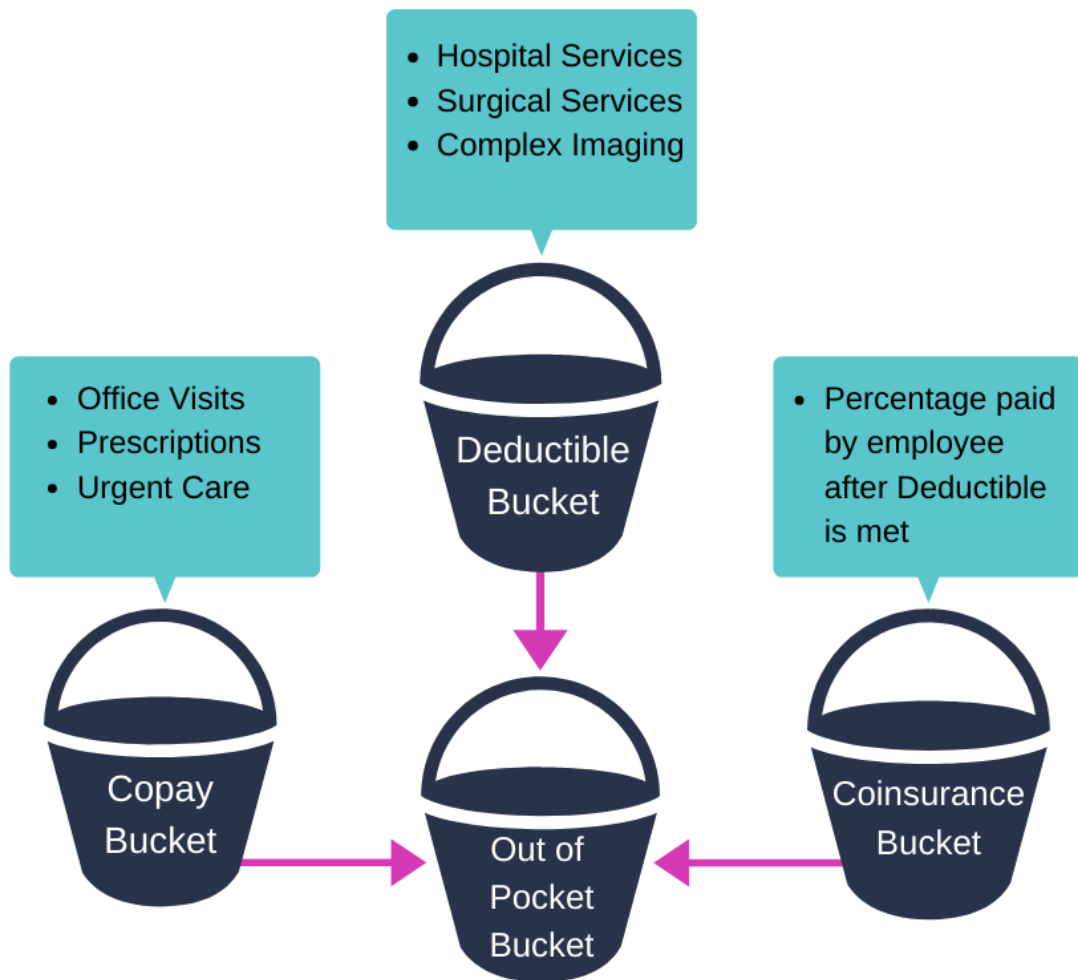 • Hospital Services
• Surgical Services
• Complex Imaging
Deductible
Bucket
• Office Visits
• Prescriptions
• Urgent Care
• Percentage paid
by employee
after Deductible
is met
Copay
Bucket
Out of
Pocket
Bucket
Coinsurance
Bucket